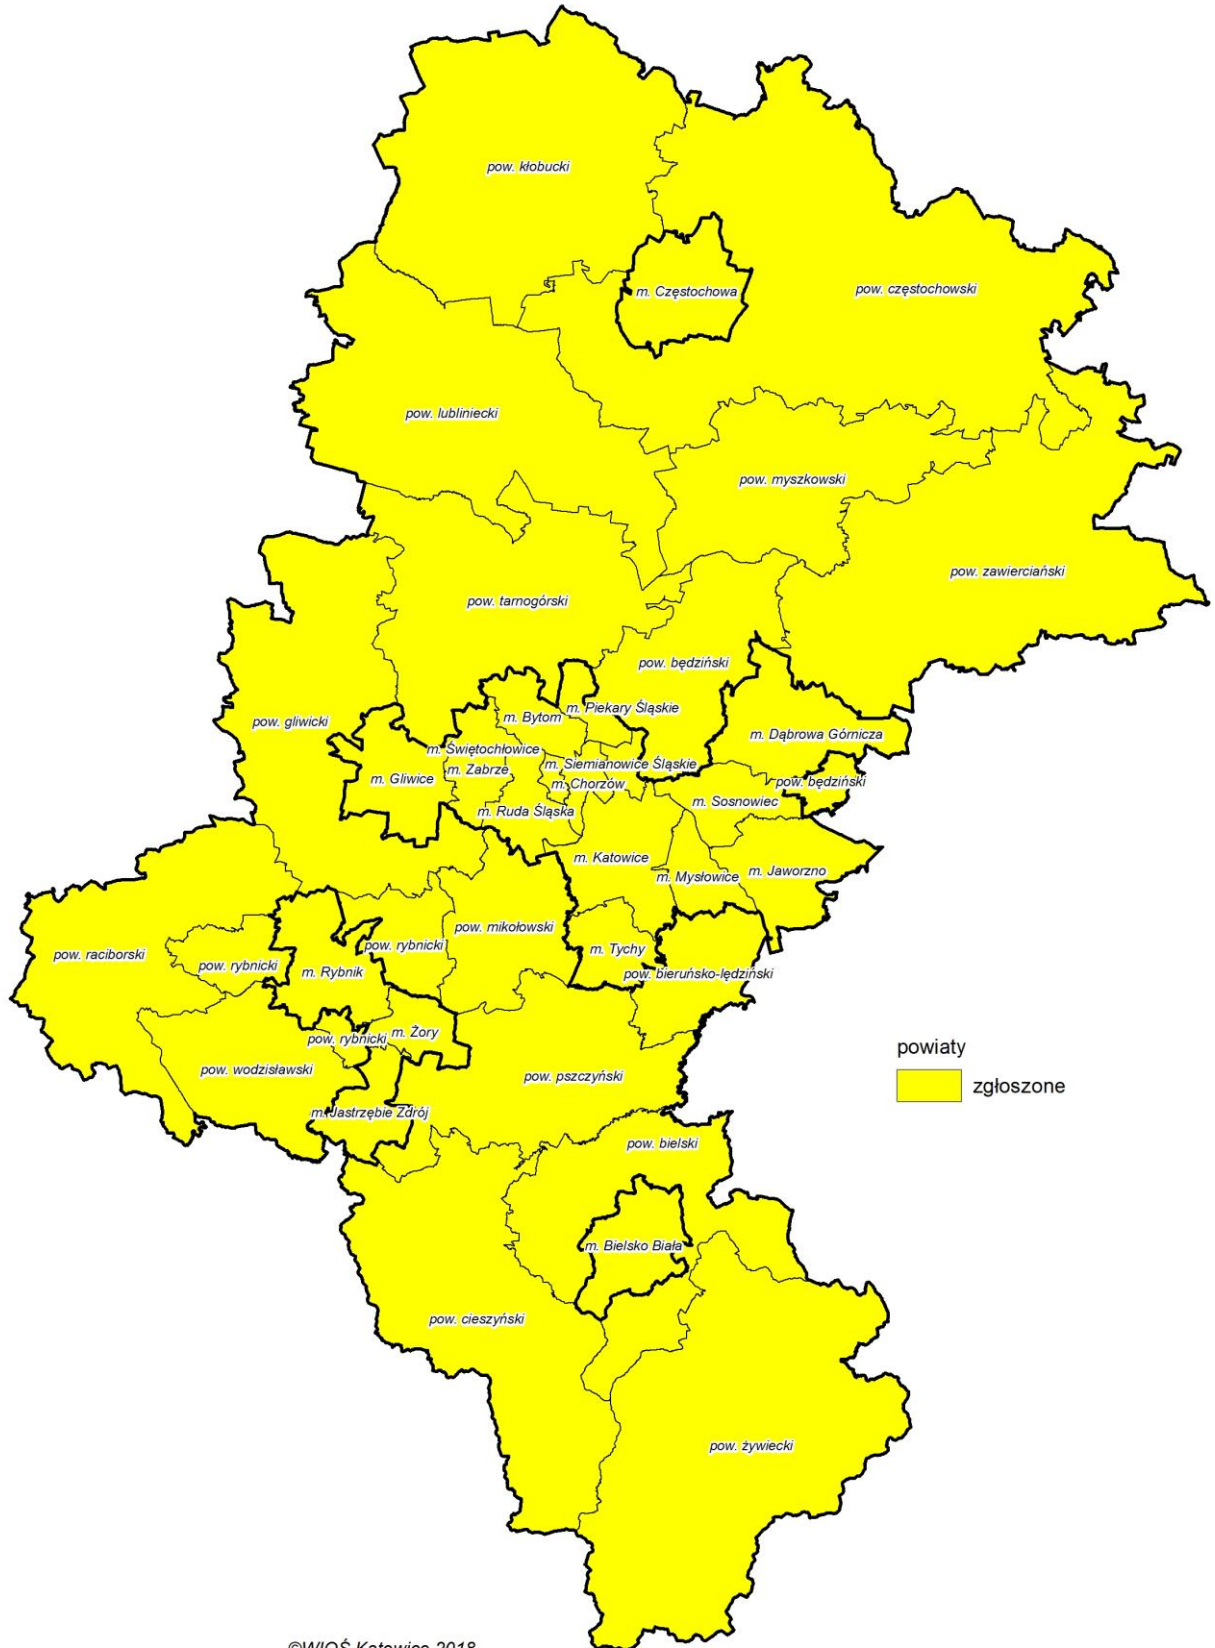 pow. kłobucki
m. Częstochowa
pow. częstochowski
pow. lubliniecki
pow. myszkowski
pow. zawierciański
pow. tarnogórski
pow. będziński
m. Piekary Śląskie
m. Bytom
pow. gliwicki
m. Dąbrowa Górnicza
m. Świętochłowice
m. Siemianowice Śląskie
m. Zabrze
m. Gliwice
m. Chorzów
pow. będziński
m. Sosnowiec
m. Ruda Śląska
m. Katowice
m. Mysłowice
m. Jaworzno
pow. mikołowski
pow. rybnicki
m. Tychy
pow. raciborski
pow. rybnicki
m. Rybnik
pow. bieruńsko-lędziński
m. Żory
pow. rybnicki
pow. wodzisławski
pow. pszczyński
powiaty
zgłoszone
m. Jastrzębie Zdrój
pow. bielski
m. Bielsko Biała
pow. cieszyński
pow. żywiecki
©WIOŚ Katowice 2018